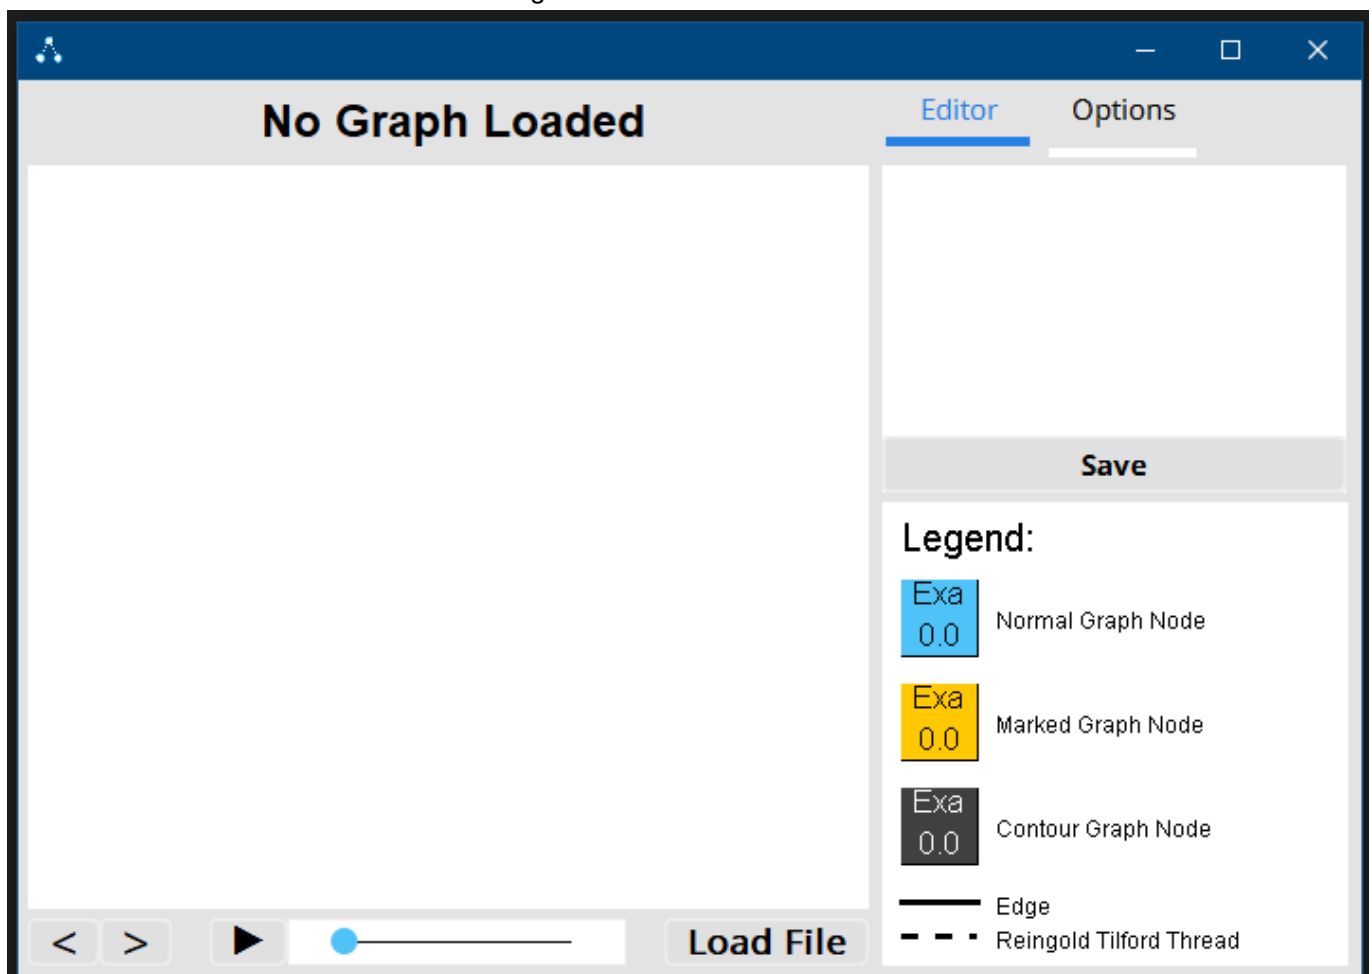 No Graph Loaded
Editor
Options
Save
Legend:
Exa
0.0
Normal Graph Node
Exa
0.0
Marked Graph Node
Exa
0.0
Contour Graph Node
Edge
Reingold Tilford Thread
< >
Load File